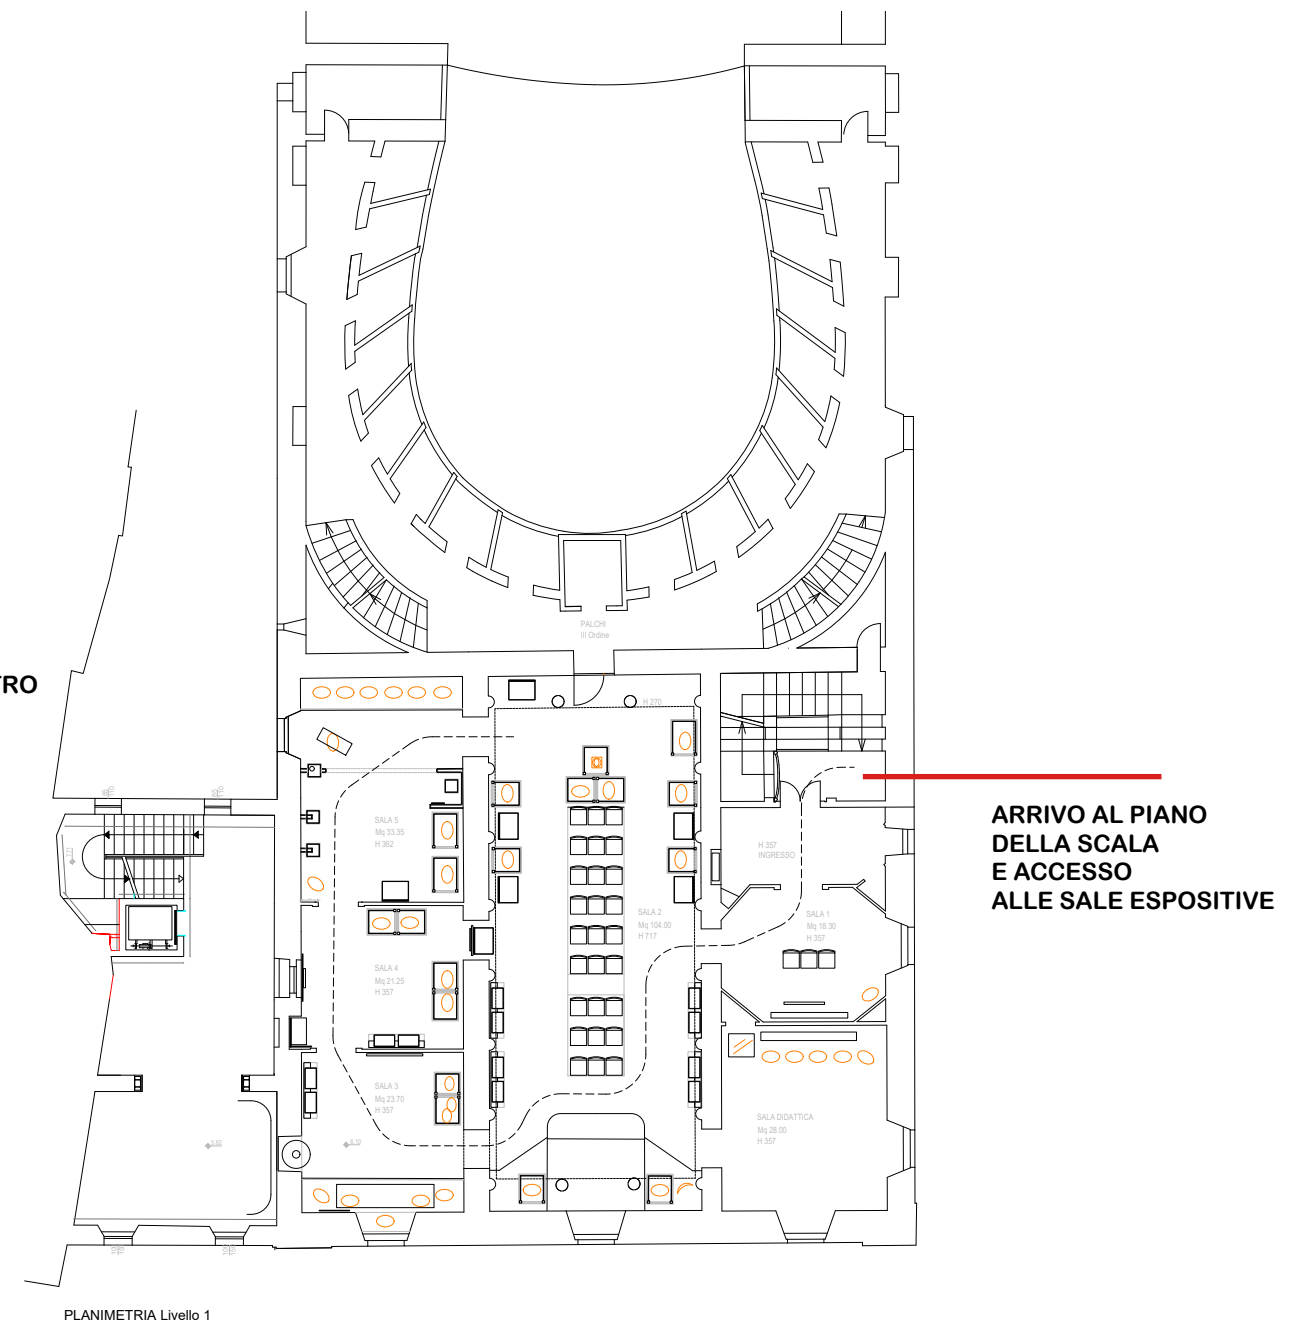 PALCHI
III Ordine
TRO
H 270
ARRIVO AL PIANO
DELLA SCALA
E ACCESSO
ALLE SALE ESPOSITIVE
SALA 5
Mq 33.35
H 362
H 357
INGRESSO
SALA 2
Mq 104.00
H 717
SALA 1
Mq 16.30
H 357
SALA 4
Mq 21.25
H 357
SALA 3
Mq 23.70
H 357
SALA DIDATTICA
Mq 28.00
H 357
PLANIMETRIA Livello 1